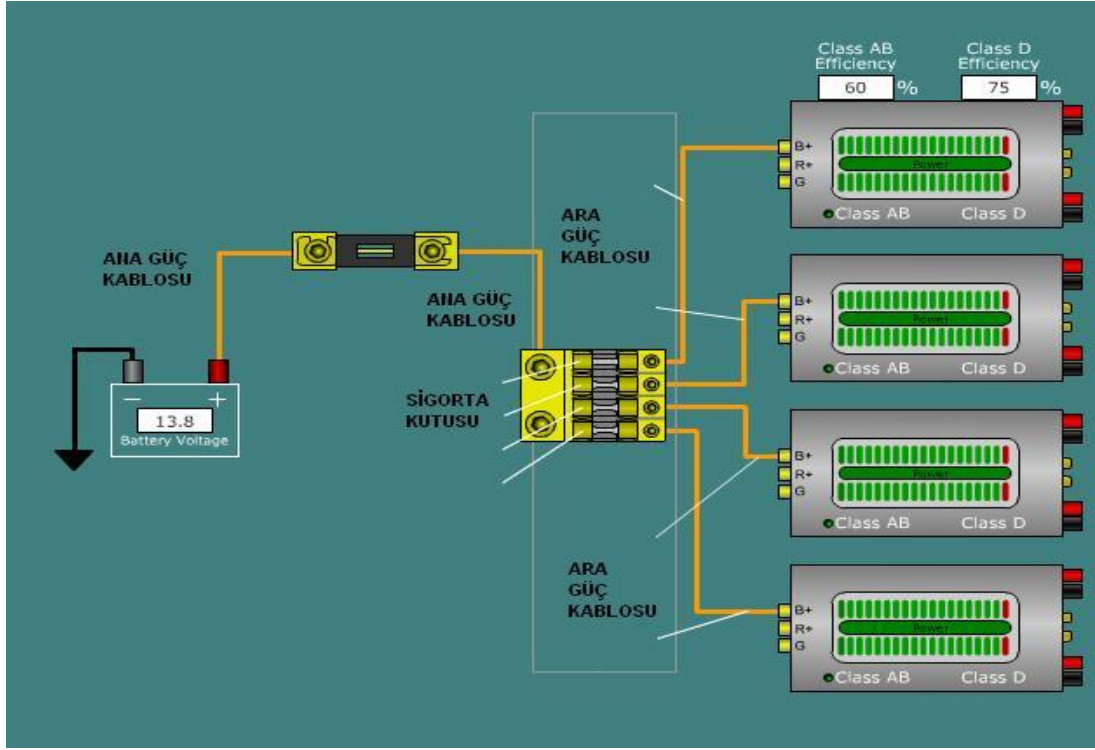 Class AB
Efficiency
60 %
Class D
Efficiency
75 %
B+
R+
G
Power
Class AB
Class D
ANA GÜÇ
KABLOSU
ARA
GÜÇ
KABLOSU
ANA GÜÇ
KABLOSU
B+
R+
G
Power
Class AB
Class D
SİGORTA
KUTUSU
− +
13.8
Battery Voltage
B+
R+
G
Power
Class AB
Class D
ARA
GÜÇ
KABLOSU
B+
R+
G
Power
Class AB
Class D